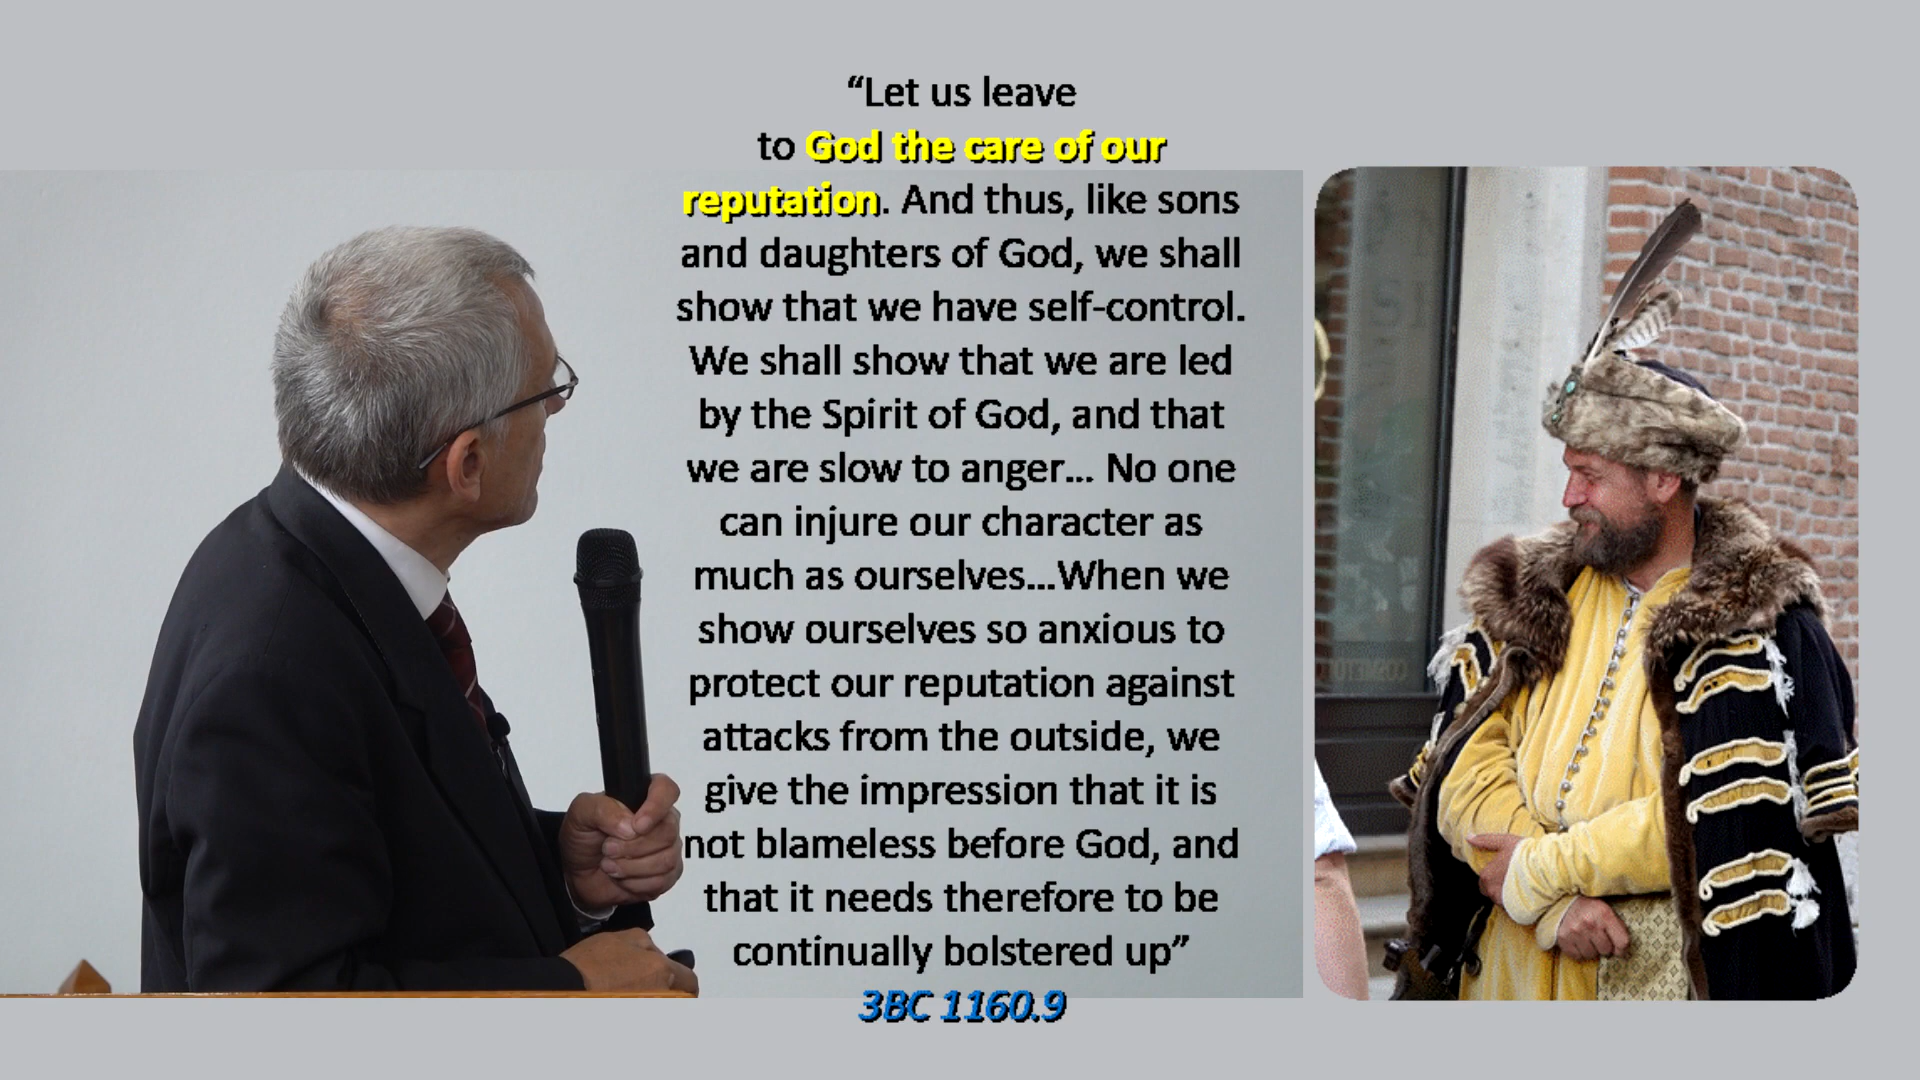 “Let us leave
to God the care of our
reputation. And thus, like sons
and daughters of God, we shall
show that we have self-control.
We shall show that we are led
by the Spirit of God, and that
we are slow to anger... No one
can injure our character as
much as ourselves...When we
show ourselves so anxious to
protect our reputation against
attacks from the outside, we
give the impression that it is
not blameless before God, and
that it needs therefore to be
continually bolstered up”
3BC 1160.9